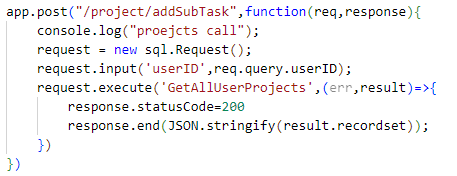 app.post("/project/addSubTask",function(req,response){
console.log("proejcts call");
request = new sql.Request();
request.input('userID',req.query.userID);
request.execute('GetAllUserProjects',(err,result)=>{
response.statusCode=200
response.end(JSON.stringify(result.recordset));
})
})